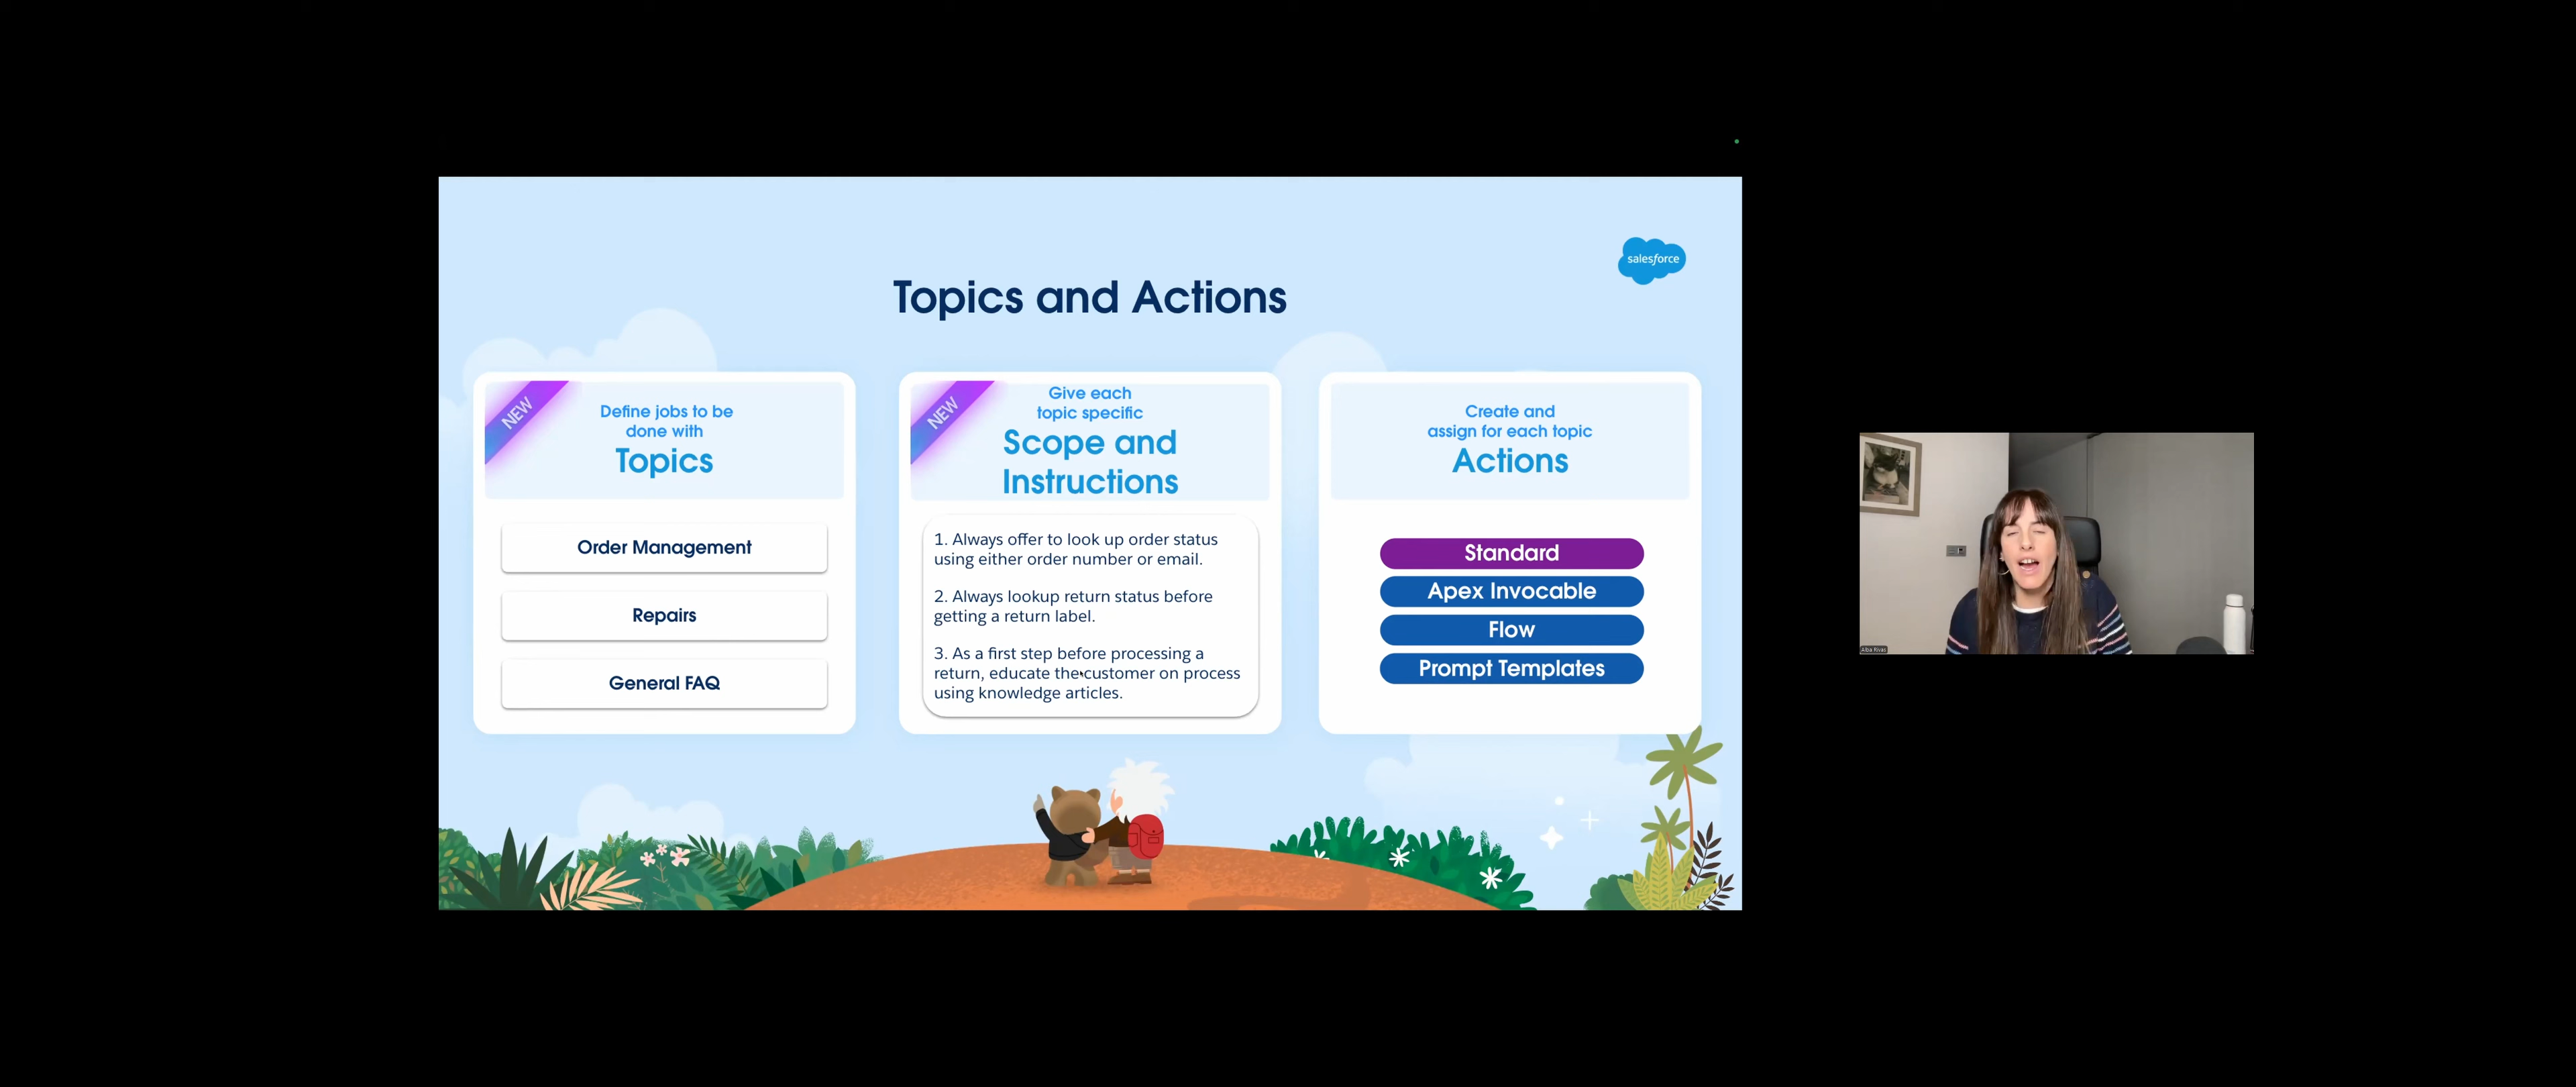 salesforce
Topics and Actions
NEW
Define jobs to be
done with
Topics
Order Management
Repairs
General FAQ
NEW
Give each
topic specific
Scope and
Instructions
1. Always offer to look up order status
using either order number or email.
2. Always lookup return status before
getting a return label.
3. As a first step before processing a
return, educate the customer on process
using knowledge articles.
Create and
assign for each topic
Actions
Standard
Apex Invocable
Flow
Prompt Templates
Alba Rivas